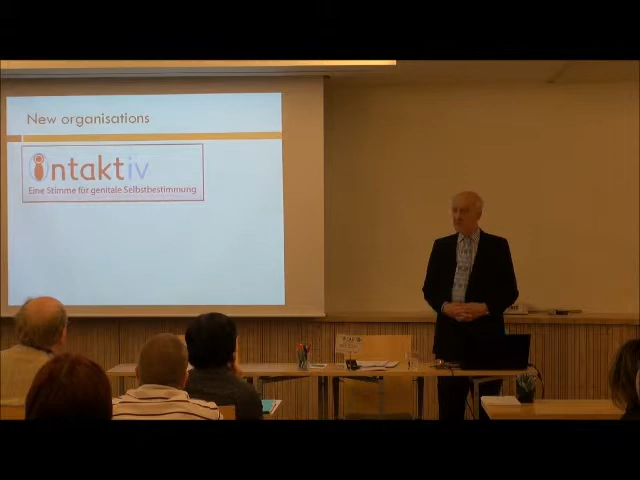 New organisations
intaktiv
Eine Stimme für genitale Selbstbestimmung